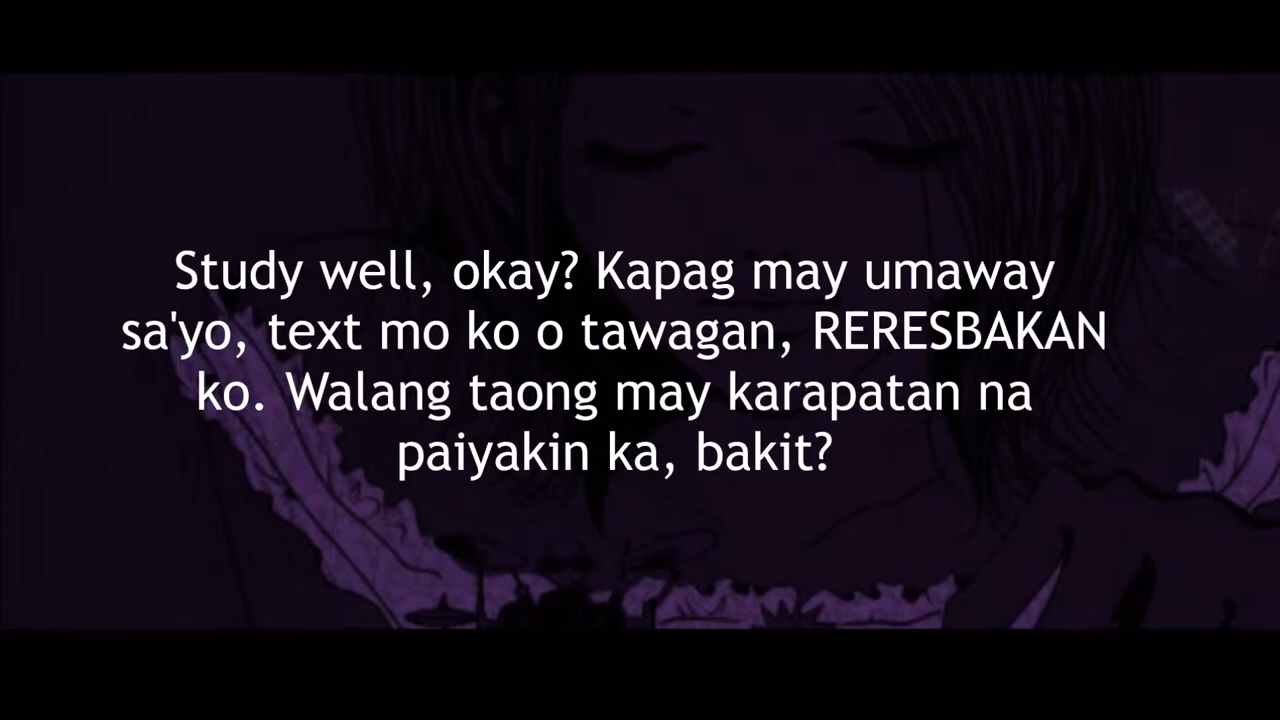 Study well, okay? Kapag may umaway
sa'yo, text mo ko o tawagan, RERESBAKAN
ko. Walang taong may karapatan na
paiyakin ka, bakit?